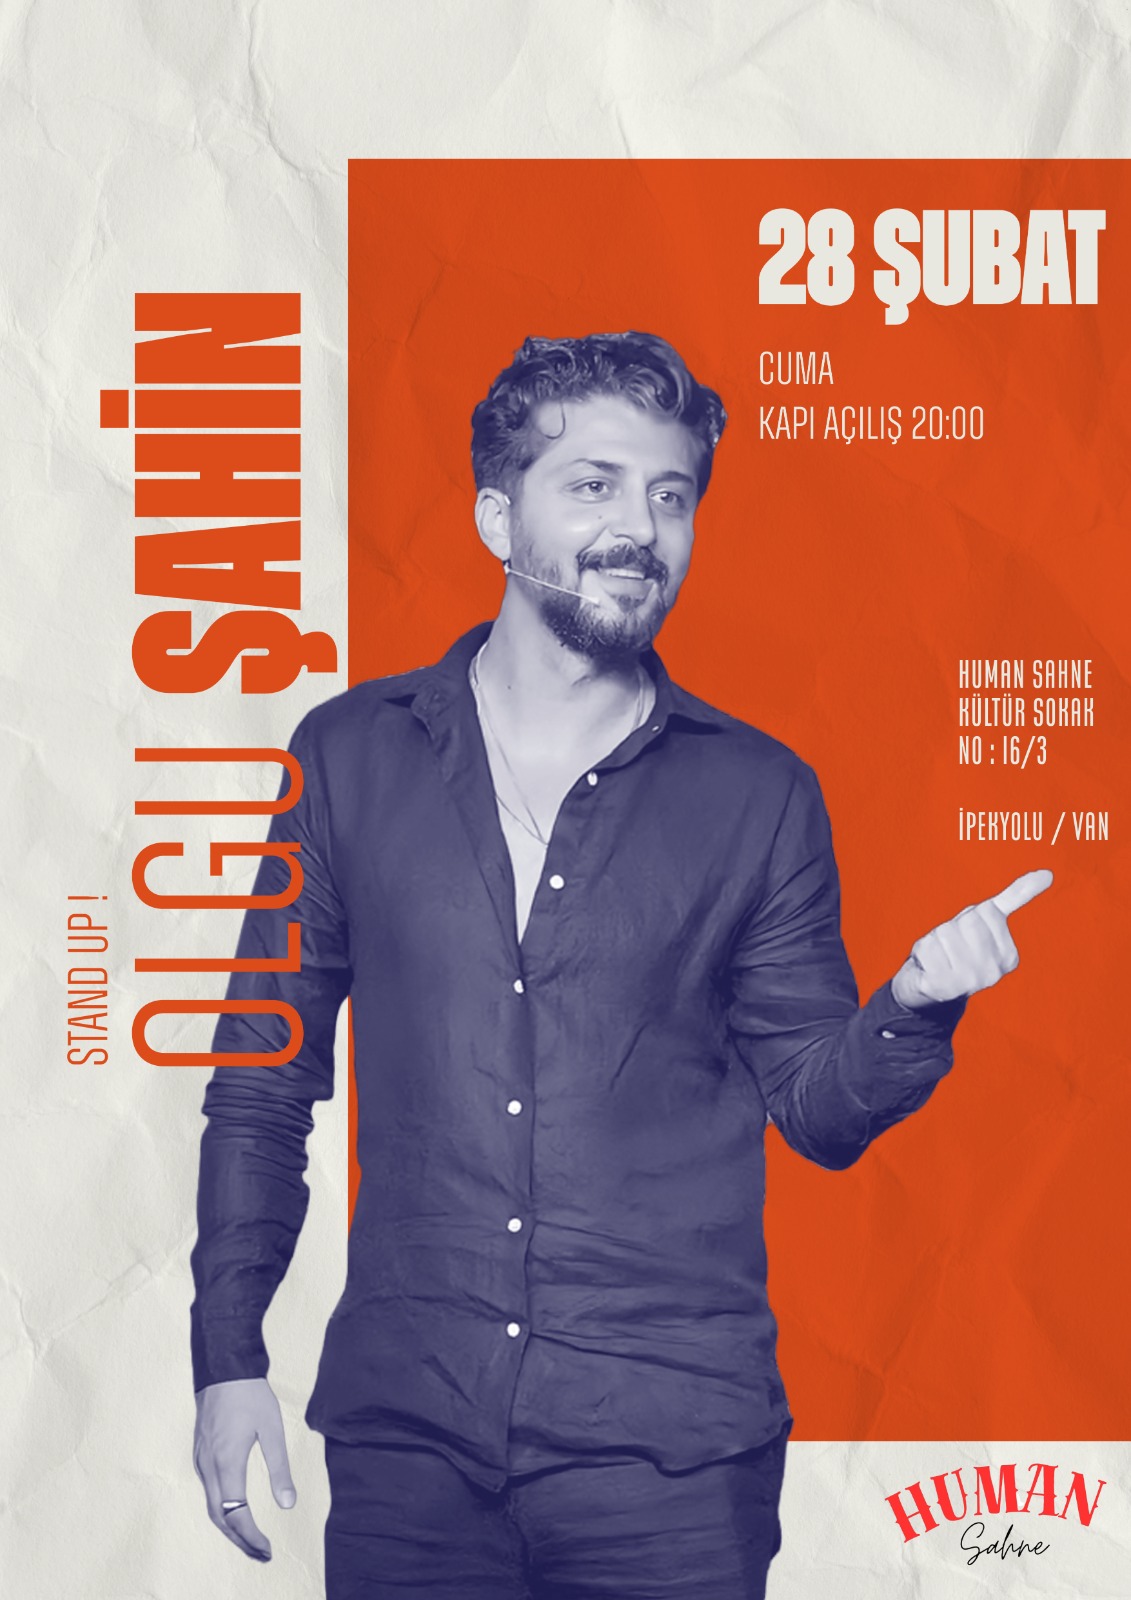 28 ŞUBAT
CUMA
KAPI AÇILIŞ 20:00
STAND UP !
OLGU ŞAHİN
HUMAN SAHNE
KÜLTÜR SOKAK
NO : 16/3
İPEKYOLU / VAN
HUMAN
Sahne